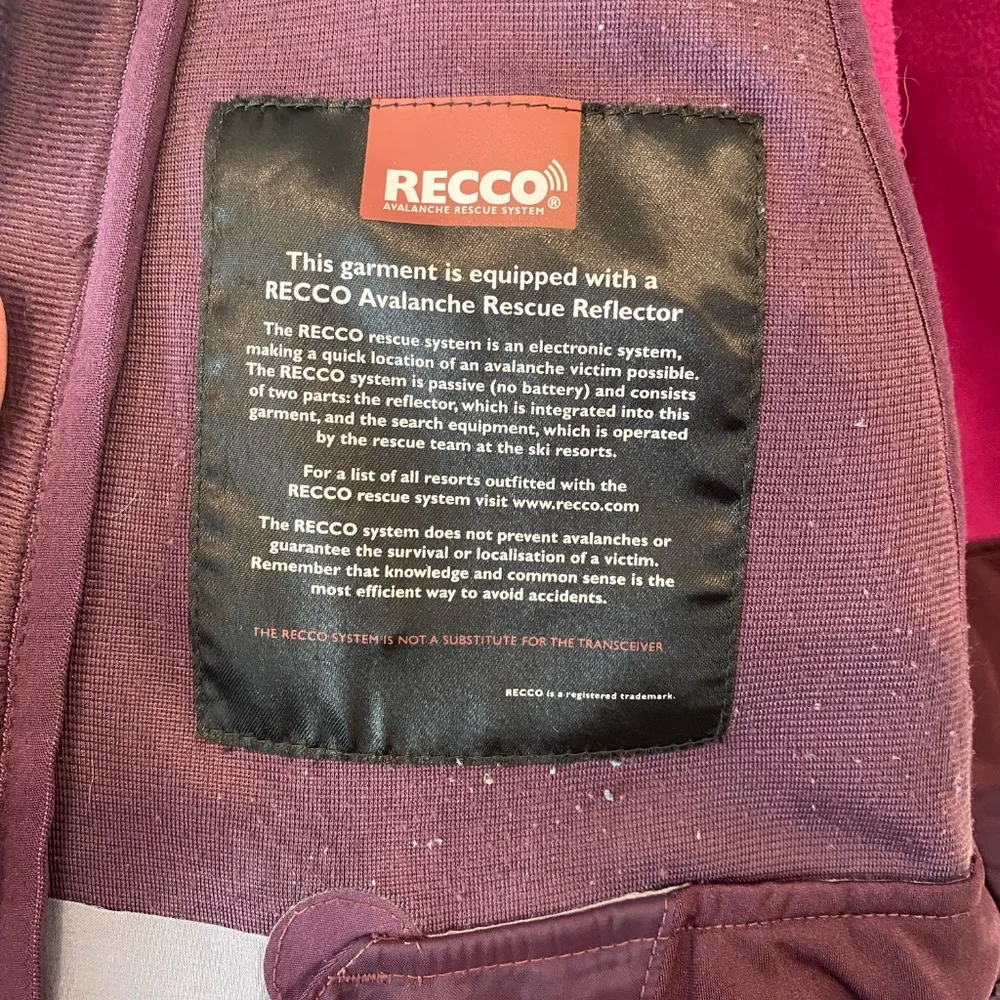 RECCO®
AVALANCHE RESCUE SYSTEM
This garment is equipped with a
RECCO Avalanche Rescue Reflector
The RECCO rescue system is an electronic system,
making a quick location of an avalanche victim possible.
The RECCO system is passive (no battery) and consists
of two parts: the reflector, which is integrated into this
garment, and the search equipment, which is operated
by the rescue team at the ski resorts.
For a list of all resorts outfitted with the
RECCO rescue system visit www.recco.com
The RECCO system does not prevent avalanches or
guarantee the survival or localisation of a victim.
Remember that knowledge and common sense is the
most efficient way to avoid accidents.
THE RECCO SYSTEM IS NOT A SUBSTITUTE FOR THE TRANSCEIVER
RECCO is a registered trademark.